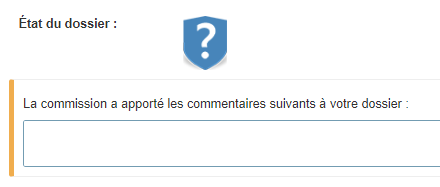 État du dossier :
?
La commission a apporté les commentaires suivants à votre dossier :